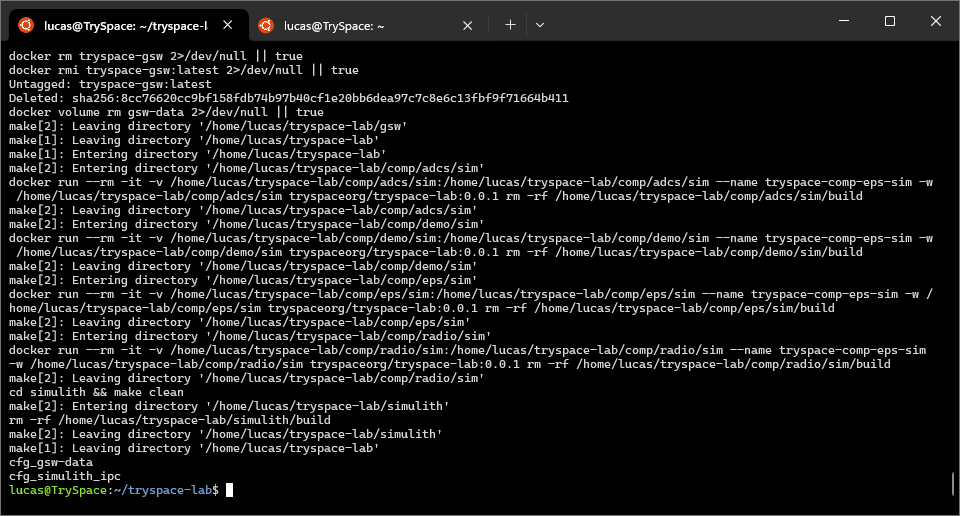 lucas@TrySpace: ~/tryspace-l
lucas@TrySpace: ~
docker rm tryspace-gsw 2>/dev/null || true
docker rmi tryspace-gsw:latest 2>/dev/null || true
Untagged: tryspace-gsw:latest
Deleted: sha256:8cc76620cc9bf158fdb74b97b40cf1e20bb6dea97c7c8e6c13fbf9f71664b411
docker volume rm gsw-data 2>/dev/null || true
make[2]: Leaving directory '/home/lucas/tryspace-lab/gsw'
make[1]: Leaving directory '/home/lucas/tryspace-lab'
make[1]: Entering directory '/home/lucas/tryspace-lab'
make[2]: Entering directory '/home/lucas/tryspace-lab/comp/adcs/sim'
docker run --rm -it -v /home/lucas/tryspace-lab/comp/adcs/sim:/home/lucas/tryspace-lab/comp/adcs/sim --name tryspace-comp-eps-sim -w
/home/lucas/tryspace-lab/comp/adcs/sim tryspaceorg/tryspace-lab:0.0.1 rm -rf /home/lucas/tryspace-lab/comp/adcs/sim/build
make[2]: Leaving directory '/home/lucas/tryspace-lab/comp/adcs/sim'
make[2]: Entering directory '/home/lucas/tryspace-lab/comp/demo/sim'
docker run --rm -it -v /home/lucas/tryspace-lab/comp/demo/sim:/home/lucas/tryspace-lab/comp/demo/sim --name tryspace-comp-eps-sim -w
/home/lucas/tryspace-lab/comp/demo/sim tryspaceorg/tryspace-lab:0.0.1 rm -rf /home/lucas/tryspace-lab/comp/demo/sim/build
make[2]: Leaving directory '/home/lucas/tryspace-lab/comp/demo/sim'
make[2]: Entering directory '/home/lucas/tryspace-lab/comp/eps/sim'
docker run --rm -it -v /home/lucas/tryspace-lab/comp/eps/sim:/home/lucas/tryspace-lab/comp/eps/sim --name tryspace-comp-eps-sim -w /
home/lucas/tryspace-lab/comp/eps/sim tryspaceorg/tryspace-lab:0.0.1 rm -rf /home/lucas/tryspace-lab/comp/eps/sim/build
make[2]: Leaving directory '/home/lucas/tryspace-lab/comp/eps/sim'
make[2]: Entering directory '/home/lucas/tryspace-lab/comp/radio/sim'
docker run --rm -it -v /home/lucas/tryspace-lab/comp/radio/sim:/home/lucas/tryspace-lab/comp/radio/sim --name tryspace-comp-eps-sim
-w /home/lucas/tryspace-lab/comp/radio/sim tryspaceorg/tryspace-lab:0.0.1 rm -rf /home/lucas/tryspace-lab/comp/radio/sim/build
make[2]: Leaving directory '/home/lucas/tryspace-lab/comp/radio/sim'
cd simulith && make clean
make[2]: Entering directory '/home/lucas/tryspace-lab/simulith'
rm -rf /home/lucas/tryspace-lab/simulith/build
make[2]: Leaving directory '/home/lucas/tryspace-lab/simulith'
make[1]: Leaving directory '/home/lucas/tryspace-lab'
cfg_gsw-data
cfg_simulith_ipc
lucas@TrySpace:~/tryspace-lab$